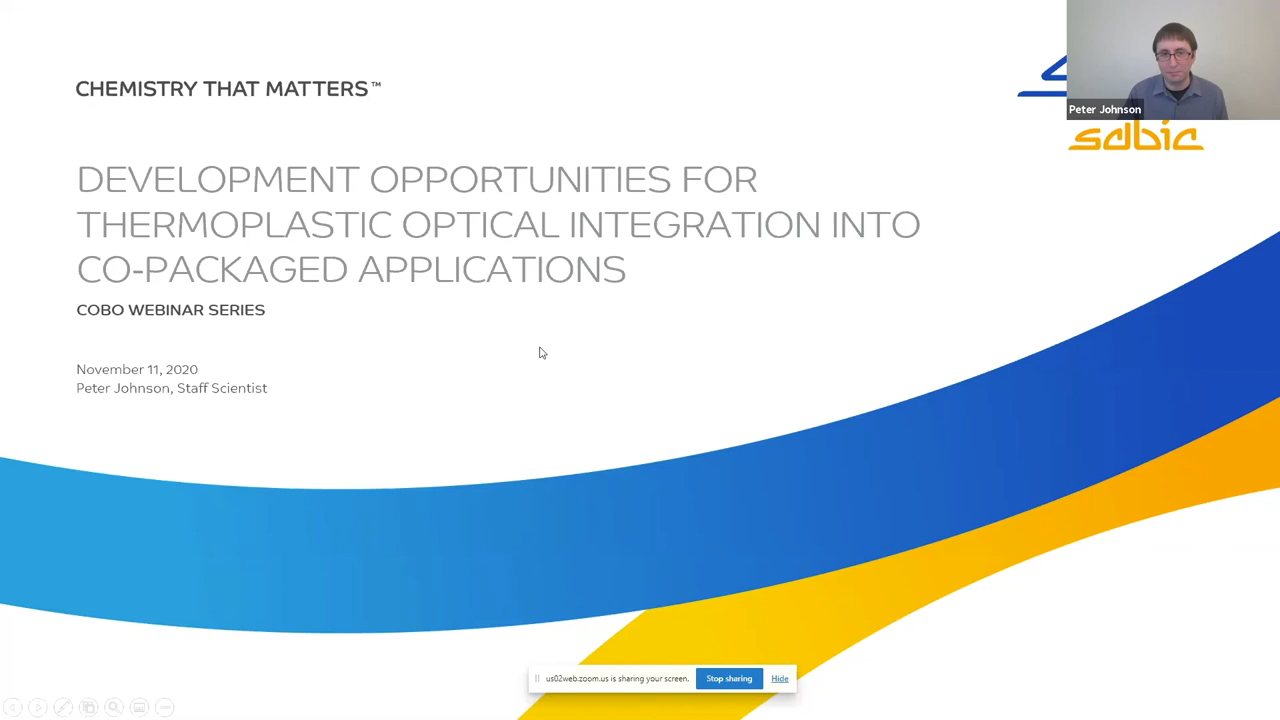 CHEMISTRY THAT MATTERS™
Peter Johnson
sabic
DEVELOPMENT OPPORTUNITIES FOR
THERMOPLASTIC OPTICAL INTEGRATION INTO
CO-PACKAGED APPLICATIONS
COBO WEBINAR SERIES
November 11, 2020
Peter Johnson, Staff Scientist
us02web.zoom.us is sharing your screen.
Stop sharing
Hide